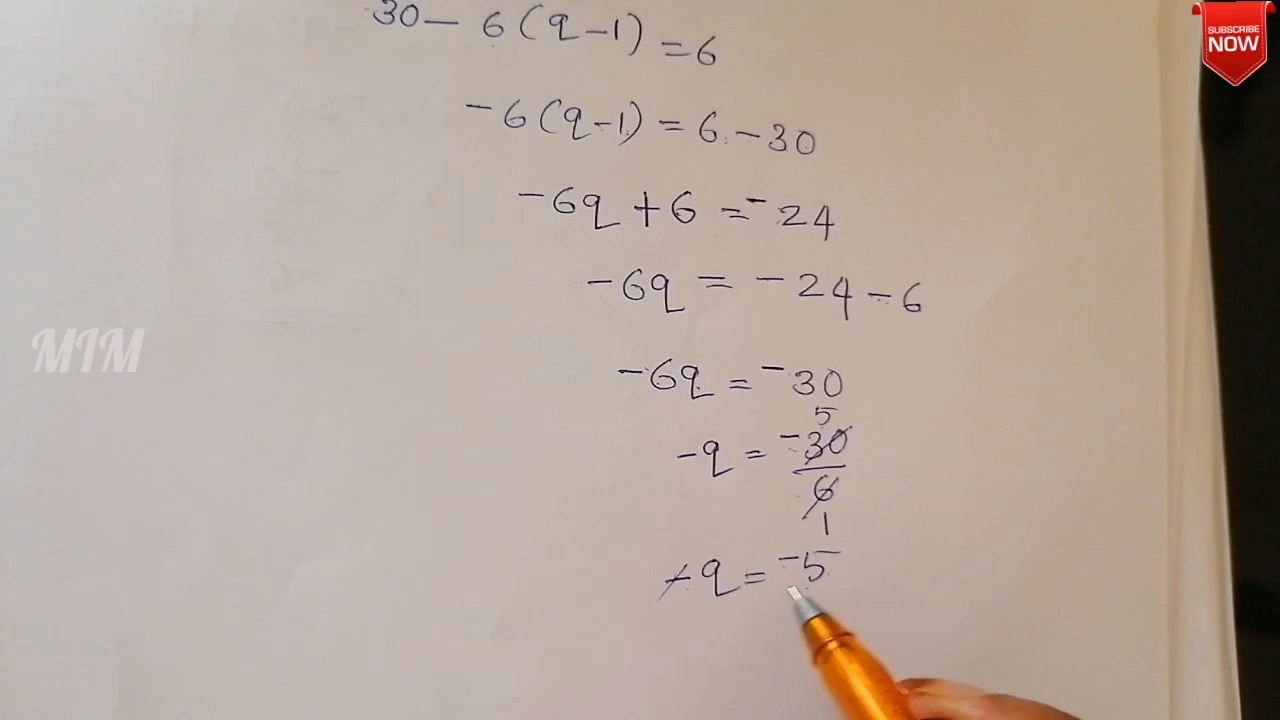 SUBSCRIBE
NOW
30 - 6(q-1) = 6
-6(q-1) = 6 - 30
-6q + 6 = -24
-6q = -24 - 6
-6q = -30
5
-q = -30
6
1
-q = -5
MIM